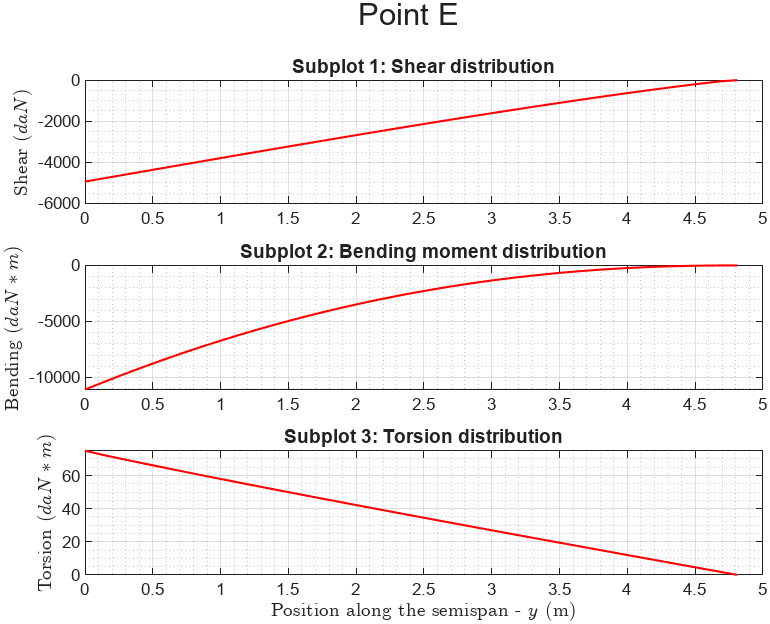 Point E
Subplot 1: Shear distribution
Shear (daN)
0
-2000
-4000
-6000
0 0.5 1 1.5 2 2.5 3 3.5 4 4.5 5
Subplot 2: Bending moment distribution
Bending (daN * m)
0
-5000
-10000
0 0.5 1 1.5 2 2.5 3 3.5 4 4.5 5
Subplot 3: Torsion distribution
Torsion (daN * m)
60
40
20
0
0 0.5 1 1.5 2 2.5 3 3.5 4 4.5 5
Position along the semispan - y (m)